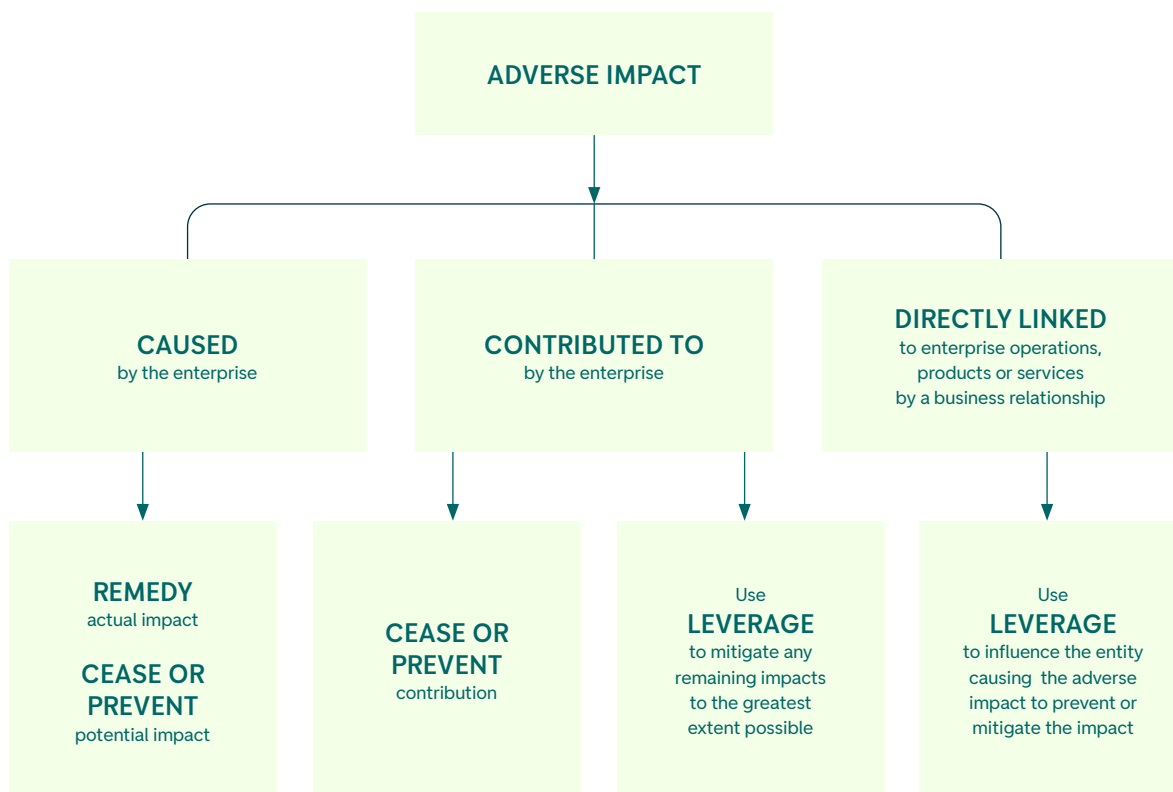 ADVERSE IMPACT
CAUSED
by the enterprise
CONTRIBUTED TO
by the enterprise
DIRECTLY LINKED
to enterprise operations,
products or services
by a business relationship
REMEDY
actual impact
CEASE OR
PREVENT
potential impact
CEASE OR
PREVENT
contribution
Use
LEVERAGE
to mitigate any
remaining impacts
to the greatest
extent possible
Use
LEVERAGE
to influence the entity
causing the adverse
impact to prevent or
mitigate the impact